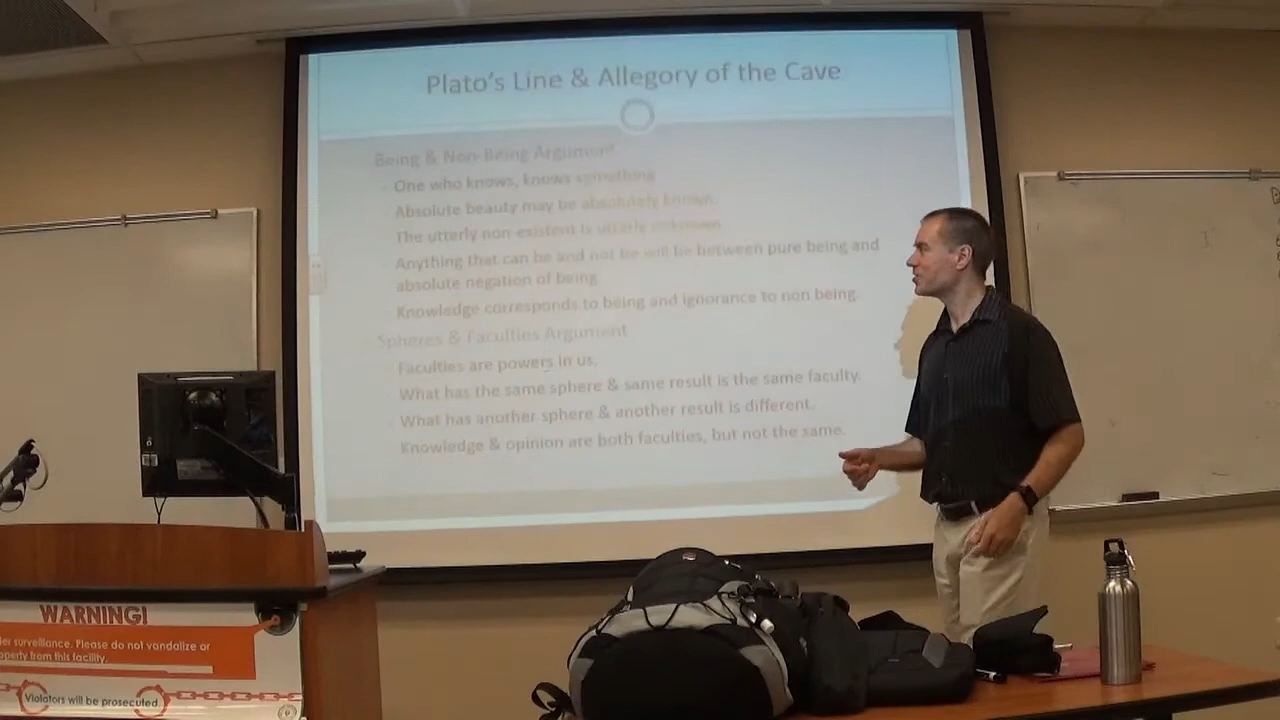 Plato's Line & Allegory of the Cave
Being & Non-Being Argument
One who knows, knows something
Absolute beauty may be absolutely known.
The utterly non-existent is utterly unknown
Anything that can be and not be will be between pure being and
absolute negation of being
Knowledge corresponds to being and ignorance to non being.
Spheres & Faculties Argument
Faculties are powers in us.
What has the same sphere & same result is the same faculty.
What has another sphere & another result is different.
Knowledge & opinion are both faculties, but not the same.
WARNING!
surveillance. Please do not vandalize or
from this facility.
Violators will be prosecuted.